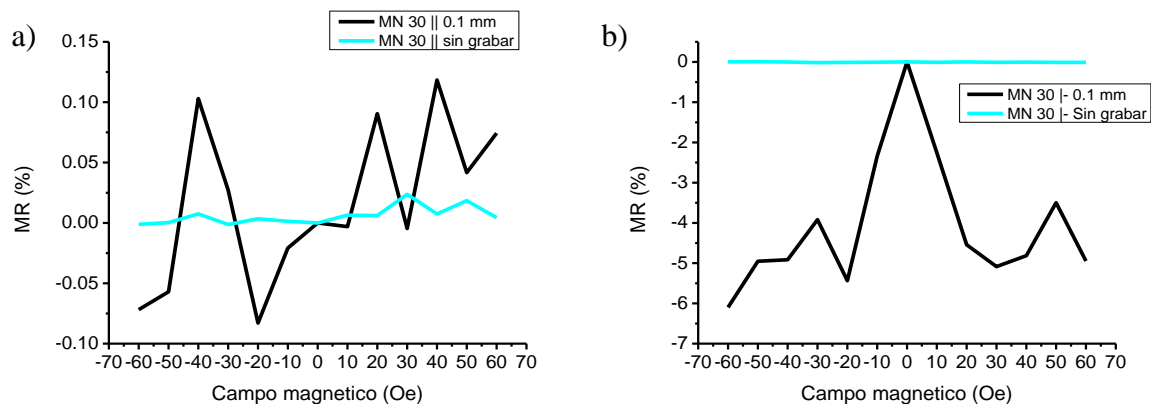 a)
MN 30 || 0.1 mm
MN 30 || sin grabar
0.15
0.10
0.05
0.00
-0.05
-0.10
MR (%)
-70 -60 -50 -40 -30 -20 -10 0 10 20 30 40 50 60 70
Campo magnetico (Oe)
b)
MN 30 |- 0.1 mm
MN 30 |- Sin grabar
0
-1
-2
-3
-4
-5
-6
-7
MR (%)
-70 -60 -50 -40 -30 -20 -10 0 10 20 30 40 50 60 70
Campo magnetico (Oe)